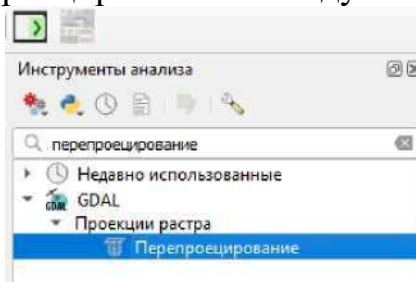 Инструменты анализа
перепроецирование
Недавно использованные
GDAL
Проекции растра
Перепроецирование